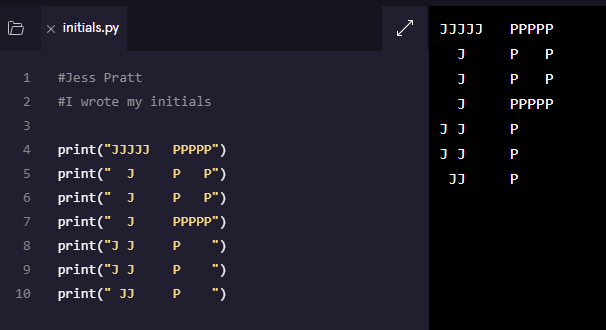 initials.py
1 #Jess Pratt
2 #I wrote my initials
3
4 print("JJJJJ   PPPPP")
5 print("  J     P   P")
6 print("  J     P   P")
7 print("  J     PPPPP")
8 print("J J     P    ")
9 print("J J     P    ")
10 print(" JJ     P    ")
JJJJJ   PPPPP
  J     P   P
  J     P   P
  J     PPPPP
J J     P
J J     P
 JJ     P